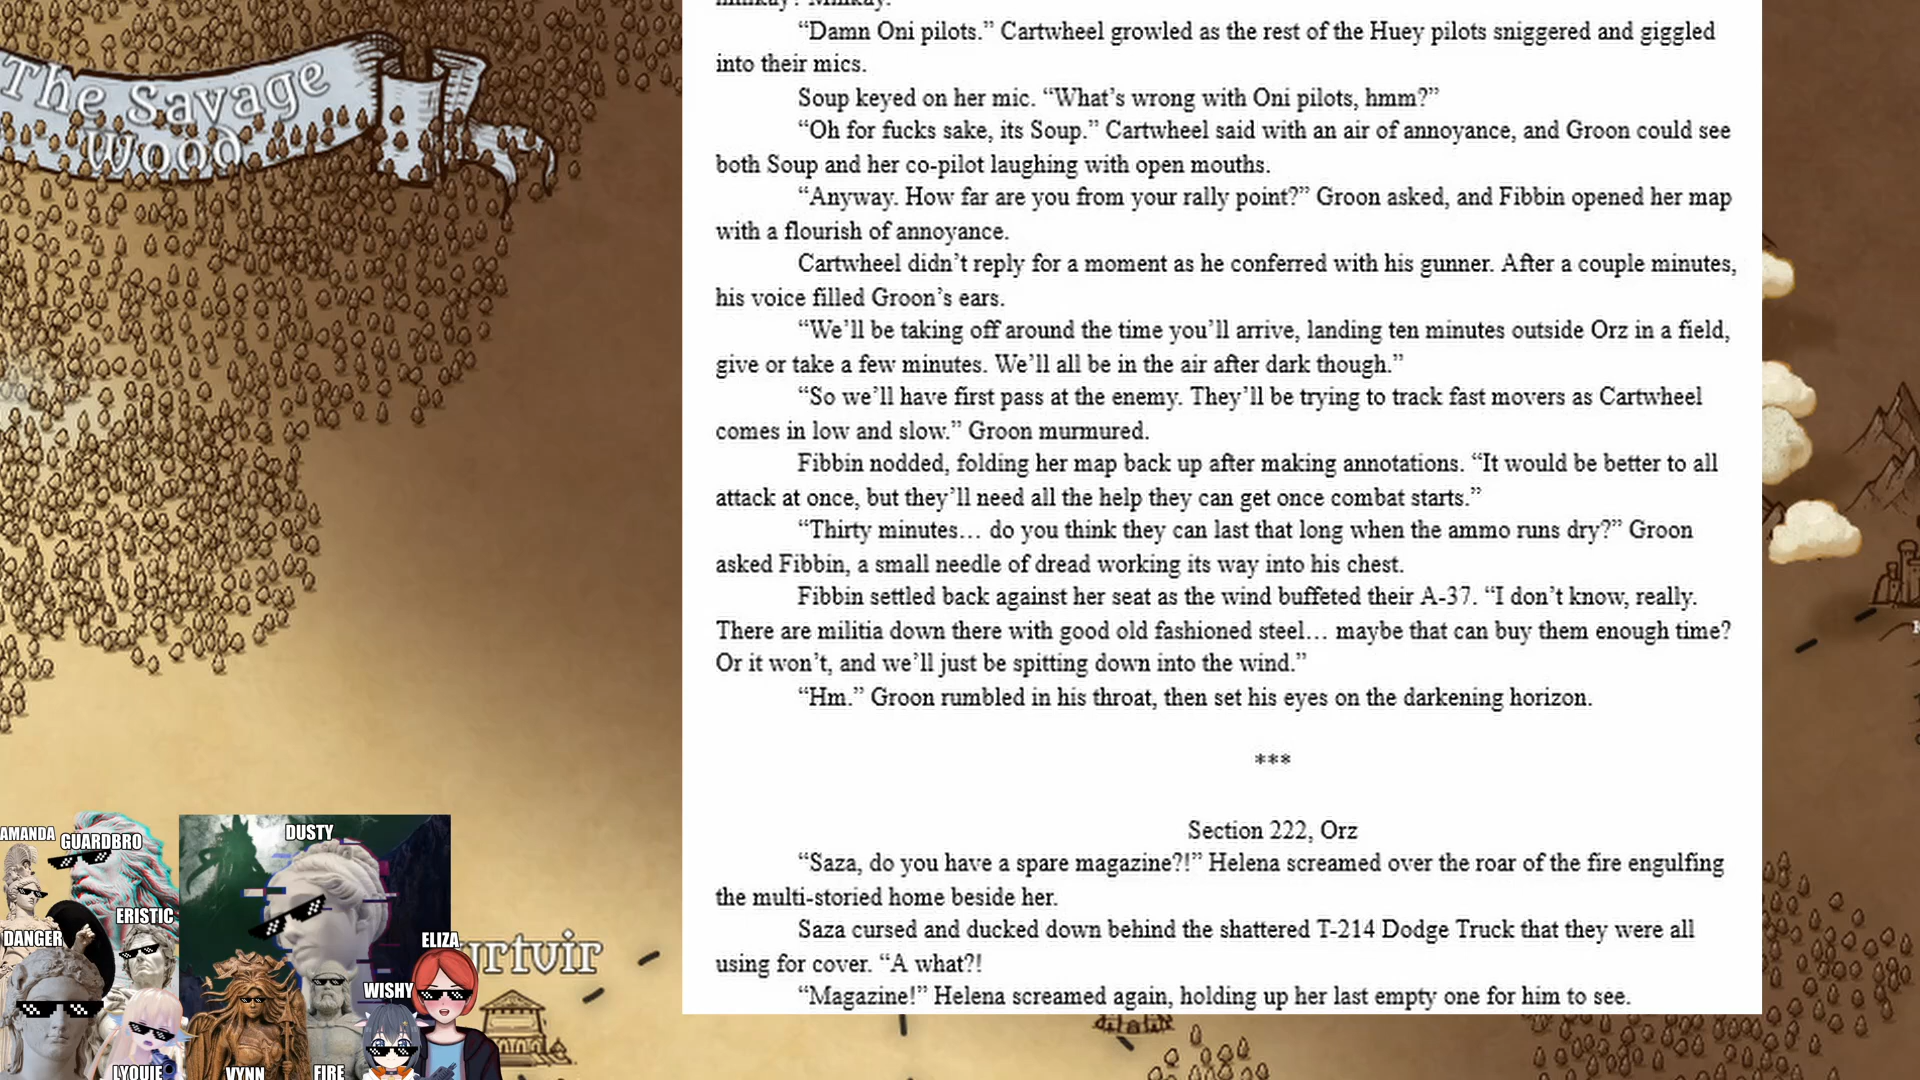 The Savage
Wood
“Damn Oni pilots.” Cartwheel growled as the rest of the Huey pilots sniggered and giggled
into their mics.
Soup keyed on her mic. “What’s wrong with Oni pilots, hmm?”
“Oh for fucks sake, its Soup.” Cartwheel said with an air of annoyance, and Groon could see
both Soup and her co-pilot laughing with open mouths.
“Anyway. How far are you from your rally point?” Groon asked, and Fibbin opened her map
with a flourish of annoyance.
Cartwheel didn’t reply for a moment as he conferred with his gunner. After a couple minutes,
his voice filled Groon’s ears.
“We’ll be taking off around the time you’ll arrive, landing ten minutes outside Orz in a field,
give or take a few minutes. We’ll all be in the air after dark though.”
“So we’ll have first pass at the enemy. They’ll be trying to track fast movers as Cartwheel
comes in low and slow.” Groon murmured.
Fibbin nodded, folding her map back up after making annotations. “It would be better to all
attack at once, but they’ll need all the help they can get once combat starts.”
“Thirty minutes… do you think they can last that long when the ammo runs dry?” Groon
asked Fibbin, a small needle of dread working its way into his chest.
Fibbin settled back against her seat as the wind buffeted their A-37. “I don’t know, really.
There are militia down there with good old fashioned steel… maybe that can buy them enough time?
Or it won’t, and we’ll just be spitting down into the wind.”
“Hm.” Groon rumbled in his throat, then set his eyes on the darkening horizon.
***
Section 222, Orz
“Saza, do you have a spare magazine?!” Helena screamed over the roar of the fire engulfing
the multi-storied home beside her.
Saza cursed and ducked down behind the shattered T-214 Dodge Truck that they were all
using for cover. “A what?!
“Magazine!” Helena screamed again, holding up her last empty one for him to see.
AMANDA
GUARDBRO
DUSTY
ERISTIC
DANGER
ELIZA
WISHY
LYQUIE
VYNN
FIRE